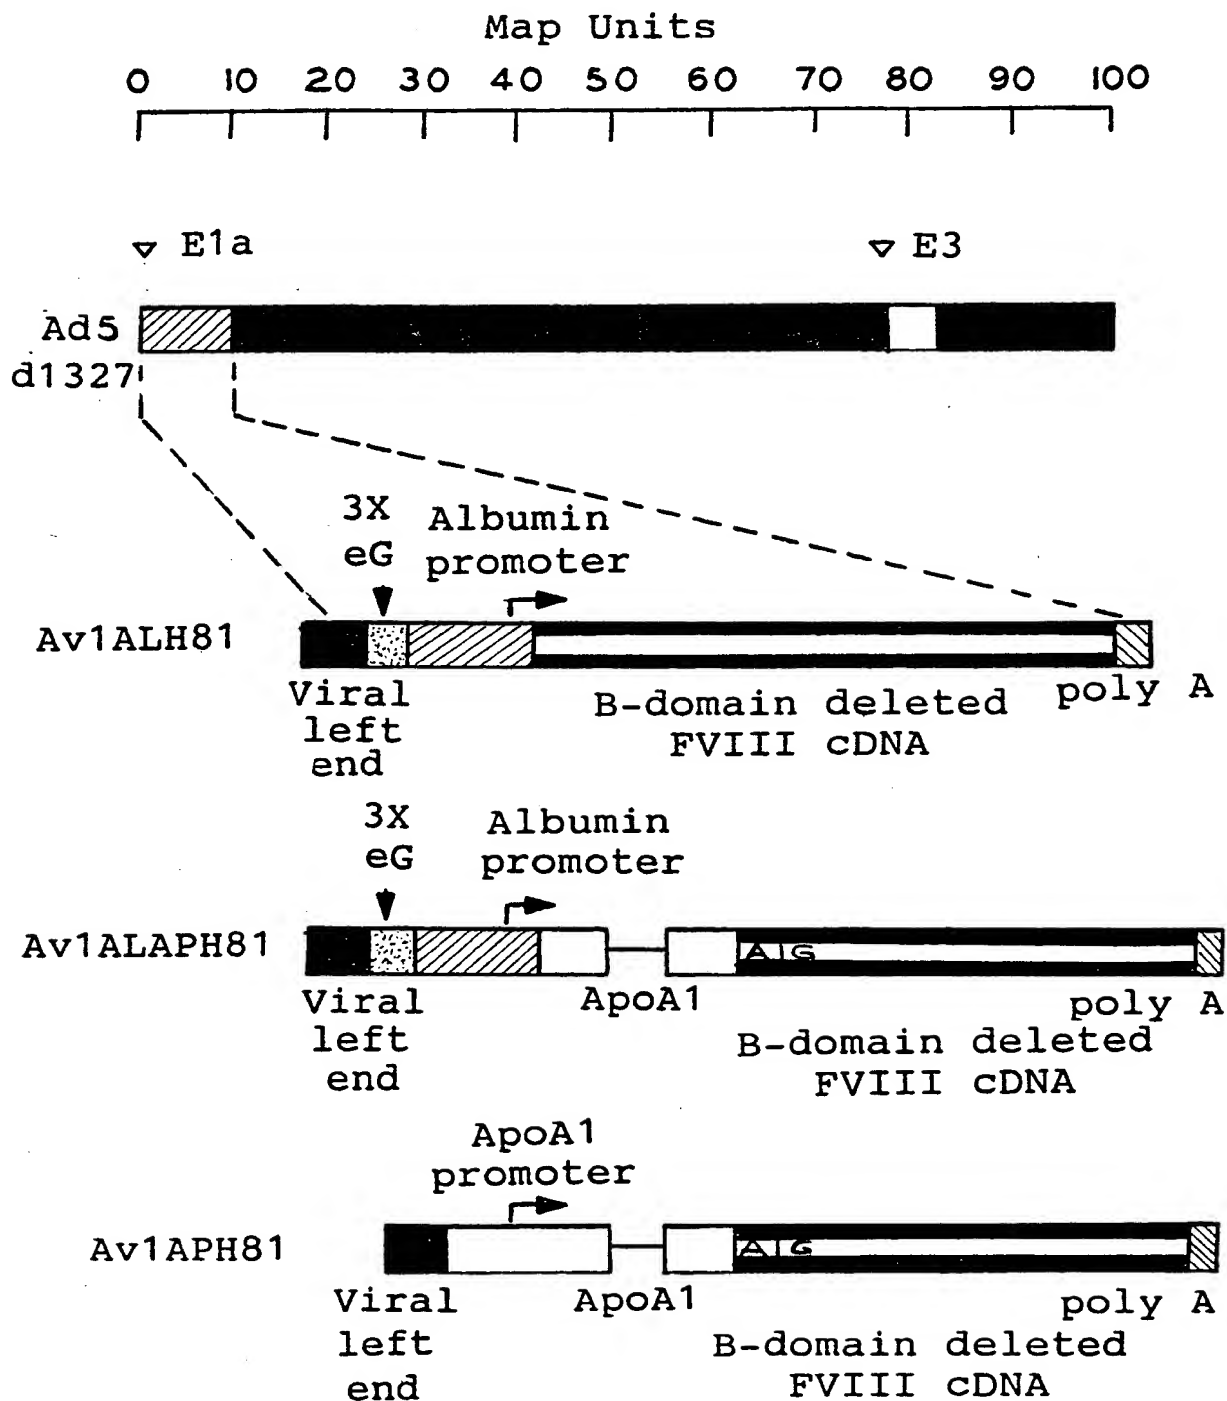 Map Units
0 10 20 30 40 50 60 70 80 90 100
E1a E3
Ad5
d1327
3X Albumin
eG promoter
Av1ALH81
Viral
left
end
B-domain deleted
FVIII cDNA
poly A
3X Albumin
eG promoter
Av1ALAPH81
A G
Viral
left
end
ApoA1
poly A
B-domain deleted
FVIII cDNA
ApoA1
promoter
Av1APH81
A G
Viral
left
end
ApoA1
poly A
B-domain deleted
FVIII cDNA